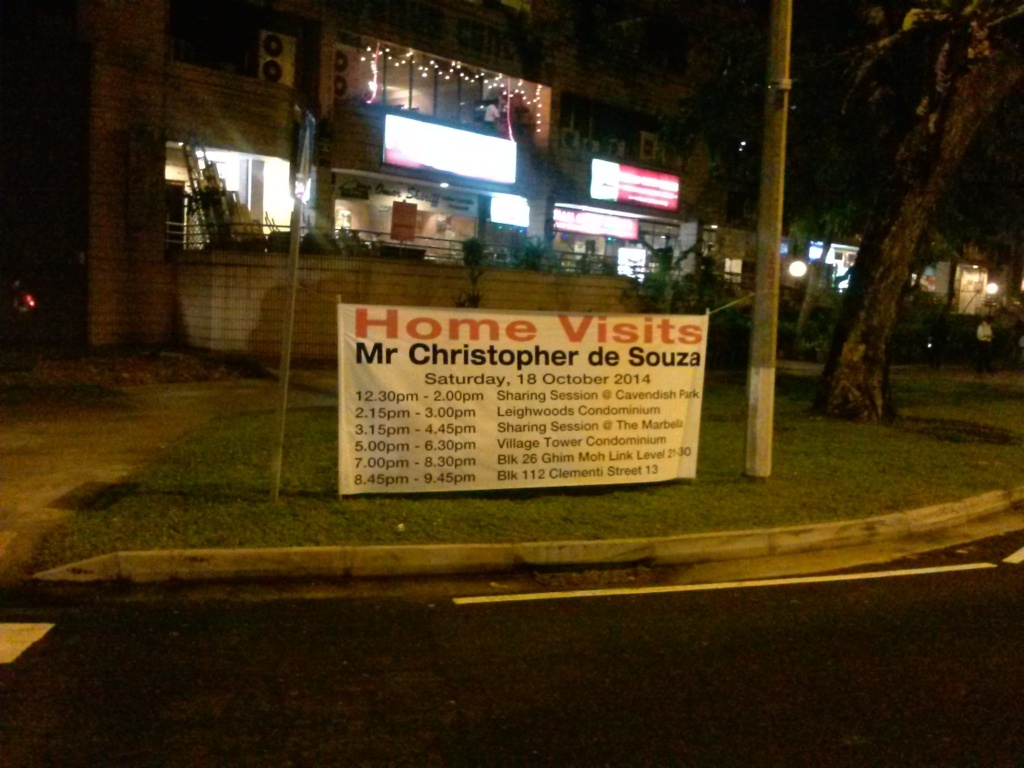 Home Visits
Mr Christopher de Souza
Saturday, 18 October 2014
12.30pm - 2.00pm Sharing Session @ Cavendish Park
2.15pm - 3.00pm Leighwoods Condominium
3.15pm - 4.45pm Sharing Session @ The Marbella
5.00pm - 6.30pm Village Tower Condominium
7.00pm - 8.30pm Blk 26 Ghim Moh Link Level 21-30
8.45pm - 9.45pm Blk 112 Clementi Street 13